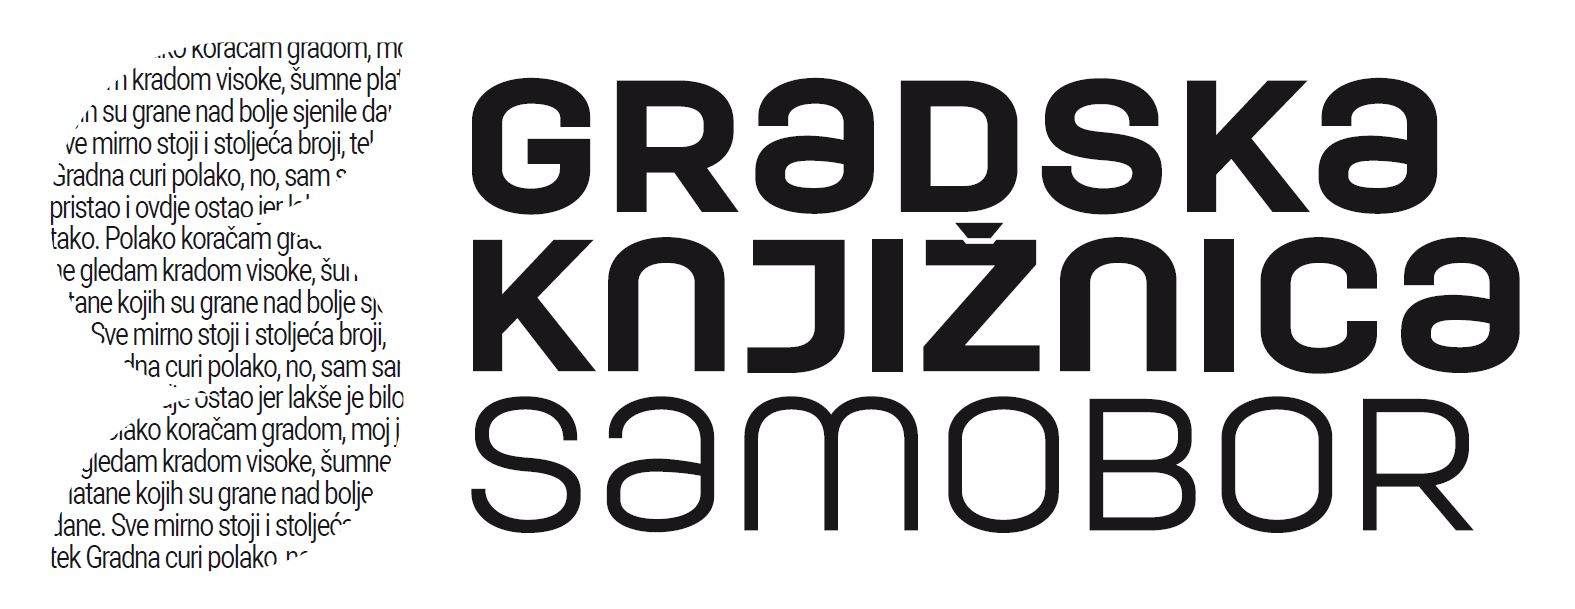 koračam gradom,
kradom visoke, šumne
su grane nad bolje sjenile
mirno stoji i stoljeća broji,
Gradna curi polako, no, sam
pristao i ovdje ostao jer
tako. Polako koračam
gledam kradom visoke,
kojih su grane nad bolje
Sve mirno stoji i stoljeća broji,
curi polako, no, sam
ostao jer lakše je bilo
koračam gradom, moj
gledam kradom visoke, šumne
kojih su grane nad bolje
dane. Sve mirno stoji i
tek Gradna curi polako,
GRADSKA
KNJIŽNICA
SAMOBOR